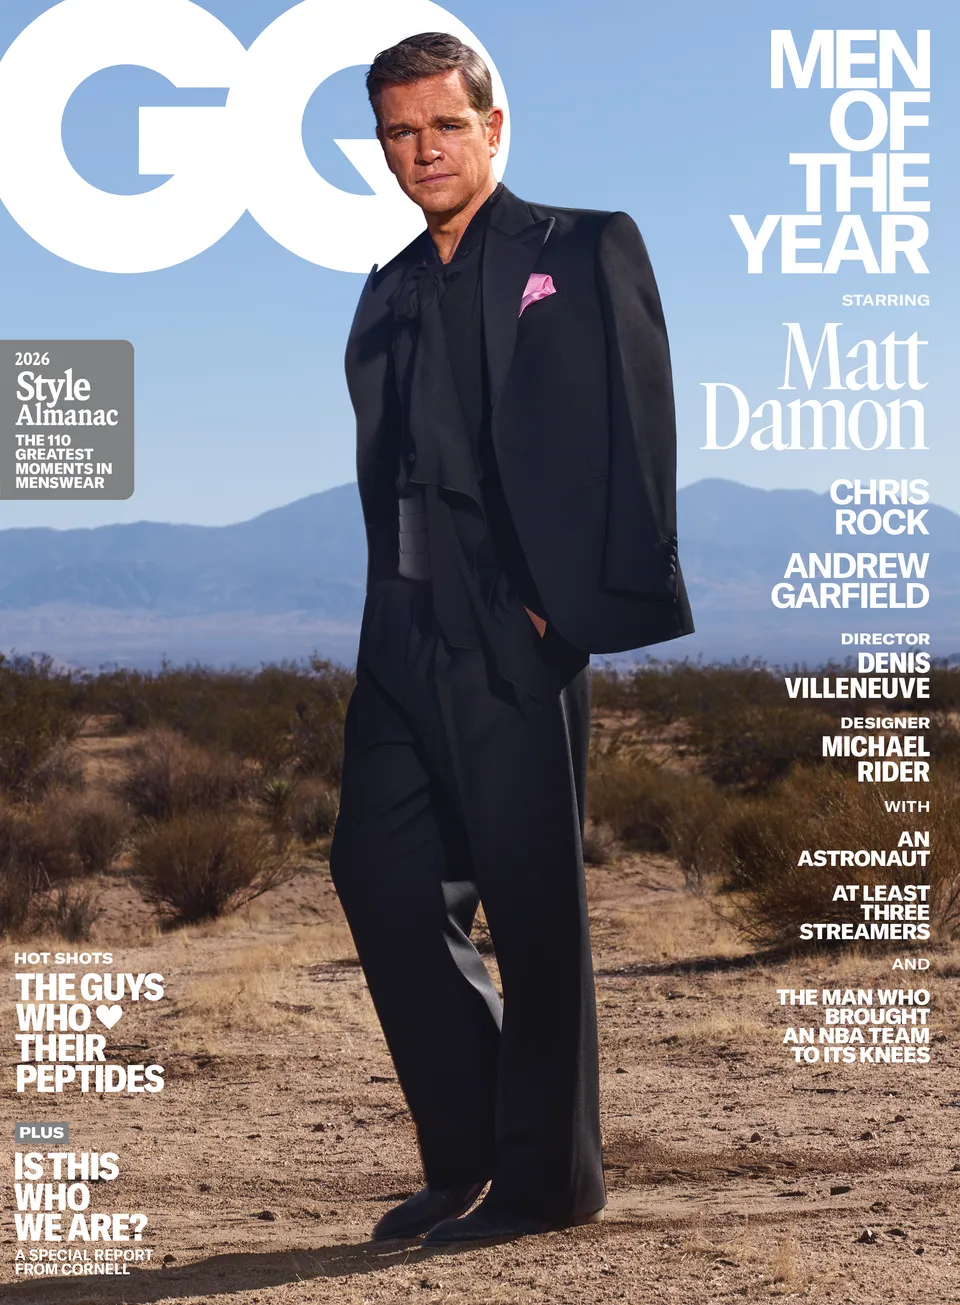 GQ
MEN
OF
THE
YEAR
STARRING
Matt
Damon
CHRIS
ROCK
ANDREW
GARFIELD
DIRECTOR
DENIS
VILLENEUVE
DESIGNER
MICHAEL
RIDER
WITH
AN
ASTRONAUT
AT LEAST
THREE
STREAMERS
AND
THE MAN WHO
BROUGHT
AN NBA TEAM
TO ITS KNEES
2026
Style
Almanac
THE 110
GREATEST
MOMENTS IN
MENSWEAR
HOT SHOTS
THE GUYS
WHO ♥
THEIR
PEPTIDES
PLUS
IS THIS
WHO
WE ARE?
A SPECIAL REPORT
FROM CORNELL